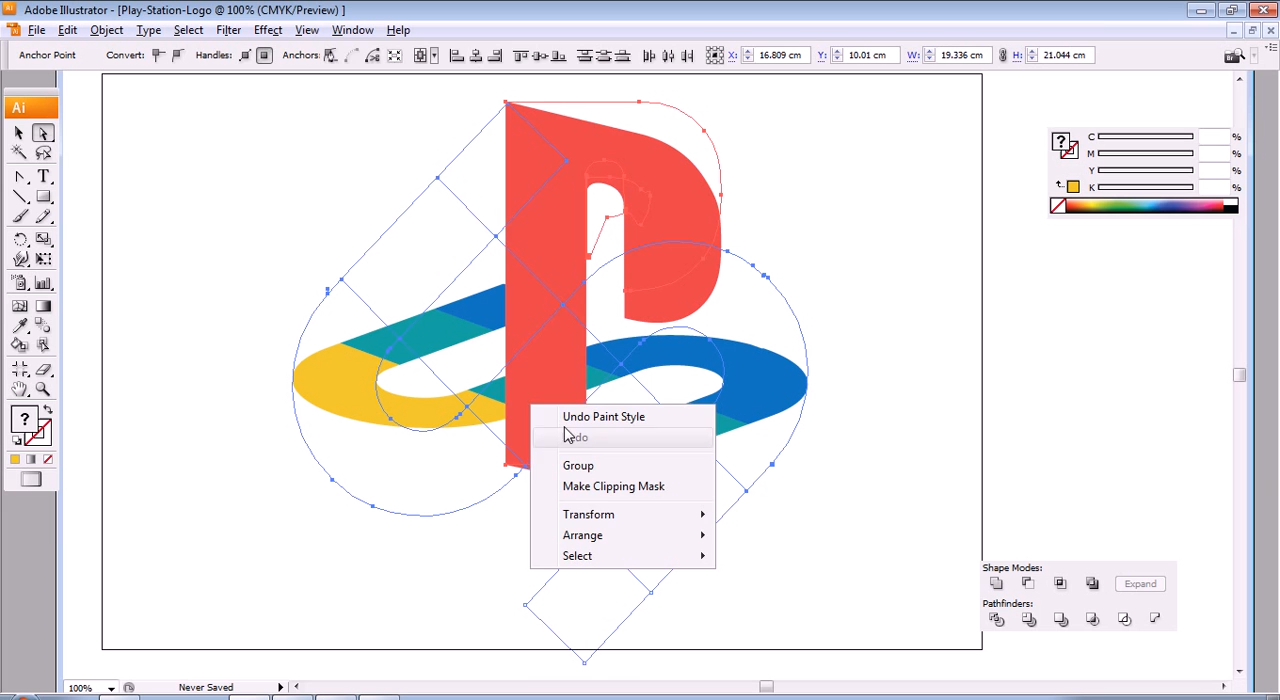 Adobe Illustrator - [Play-Station-Logo @ 100% (CMYK/Preview) ]
File Edit Object Type Select Filter Effect View Window Help
Anchor Point Convert: Handles: Anchors: X: 16.809 cm Y: 10.01 cm W: 19.336 cm H: 21.044 cm
Ai
C %
M %
Y %
K %
Undo Paint Style
Group
Make Clipping Mask
Transform
Arrange
Select
Shape Modes:
Expand
Pathfinders:
100% Never Saved